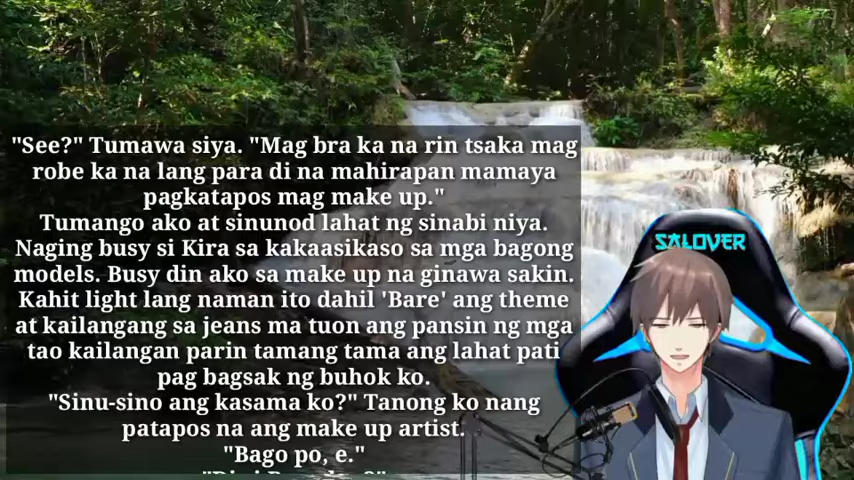 "See?" Tumawa siya. "Mag bra ka na rin tsaka mag
robe ka na lang para di na mahirapan mamaya
pagkatapos mag make up."
Tumango ako at sinunod lahat ng sinabi niya.
Naging busy si Kira sa kakaasikaso sa mga bagong
models. Busy din ako sa make up na ginawa sakin.
Kahit light lang naman ito dahil 'Bare' ang theme
at kailangang sa jeans ma tuon ang pansin ng mga
tao kailangan parin tamang tama ang lahat pati
pag bagsak ng buhok ko.
"Sinu-sino ang kasama ko?" Tanong ko nang
patapos na ang make up artist.
"Bago po, e."
SALOVER